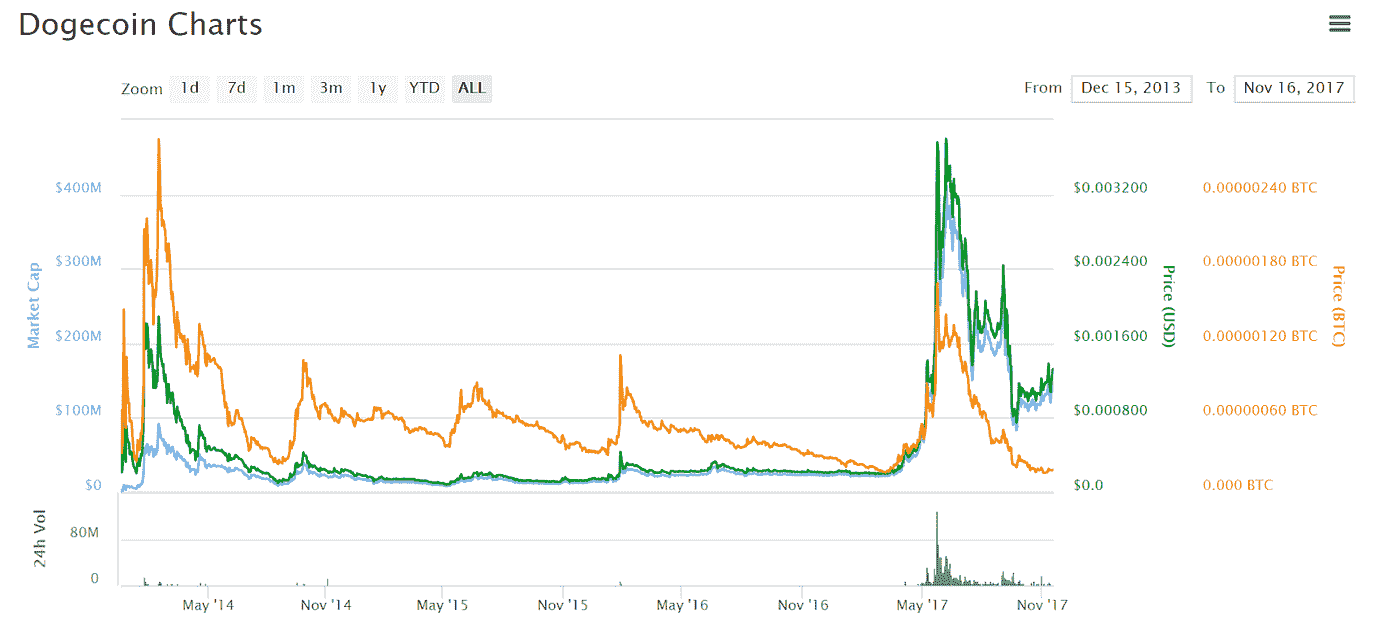 Dogecoin Charts
Zoom 1d 7d 1m 3m 1y YTD ALL
From Dec 15, 2013 To Nov 16, 2017
Market Cap
$400M
$300M
$200M
$100M
$0
$0.003200
$0.002400
$0.001600
$0.000800
$0.0
Price (USD)
0.00000240 BTC
0.00000180 BTC
0.00000120 BTC
0.00000060 BTC
0.000 BTC
Price (BTC)
24h Vol
80M
0
May '14 Nov '14 May '15 Nov '15 May '16 Nov '16 May '17 Nov '17